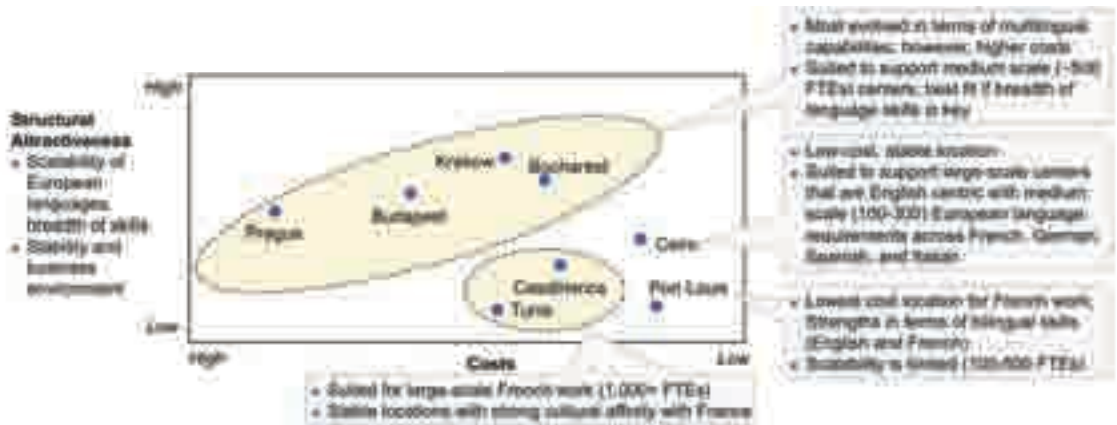 Most evolved in terms of multilingual
capabilities; however, higher costs
Suited to support medium scale (~500
FTEs) centers; best fit if breadth of
language skills is key
High
Structural
Attractiveness
Scalability of
European
languages,
breadth of skills
Stability and
business
environment
Low
Krakow
Bucharest
Budapest
Prague
Cairo
Casablanca
Tunis
Port Louis
Low-cost, stable location
Suited to support large-scale centers
that are English centric with medium
scale (100-300) European language
requirements across French, German,
Spanish, and Italian
Lowest cost location for French work.
Strengths in terms of bilingual skills
(English and French)
Scalability is limited (100-500 FTEs)
High
Costs
Low
Suited for large-scale French work (1,000+ FTEs)
Stable locations with strong cultural affinity with France